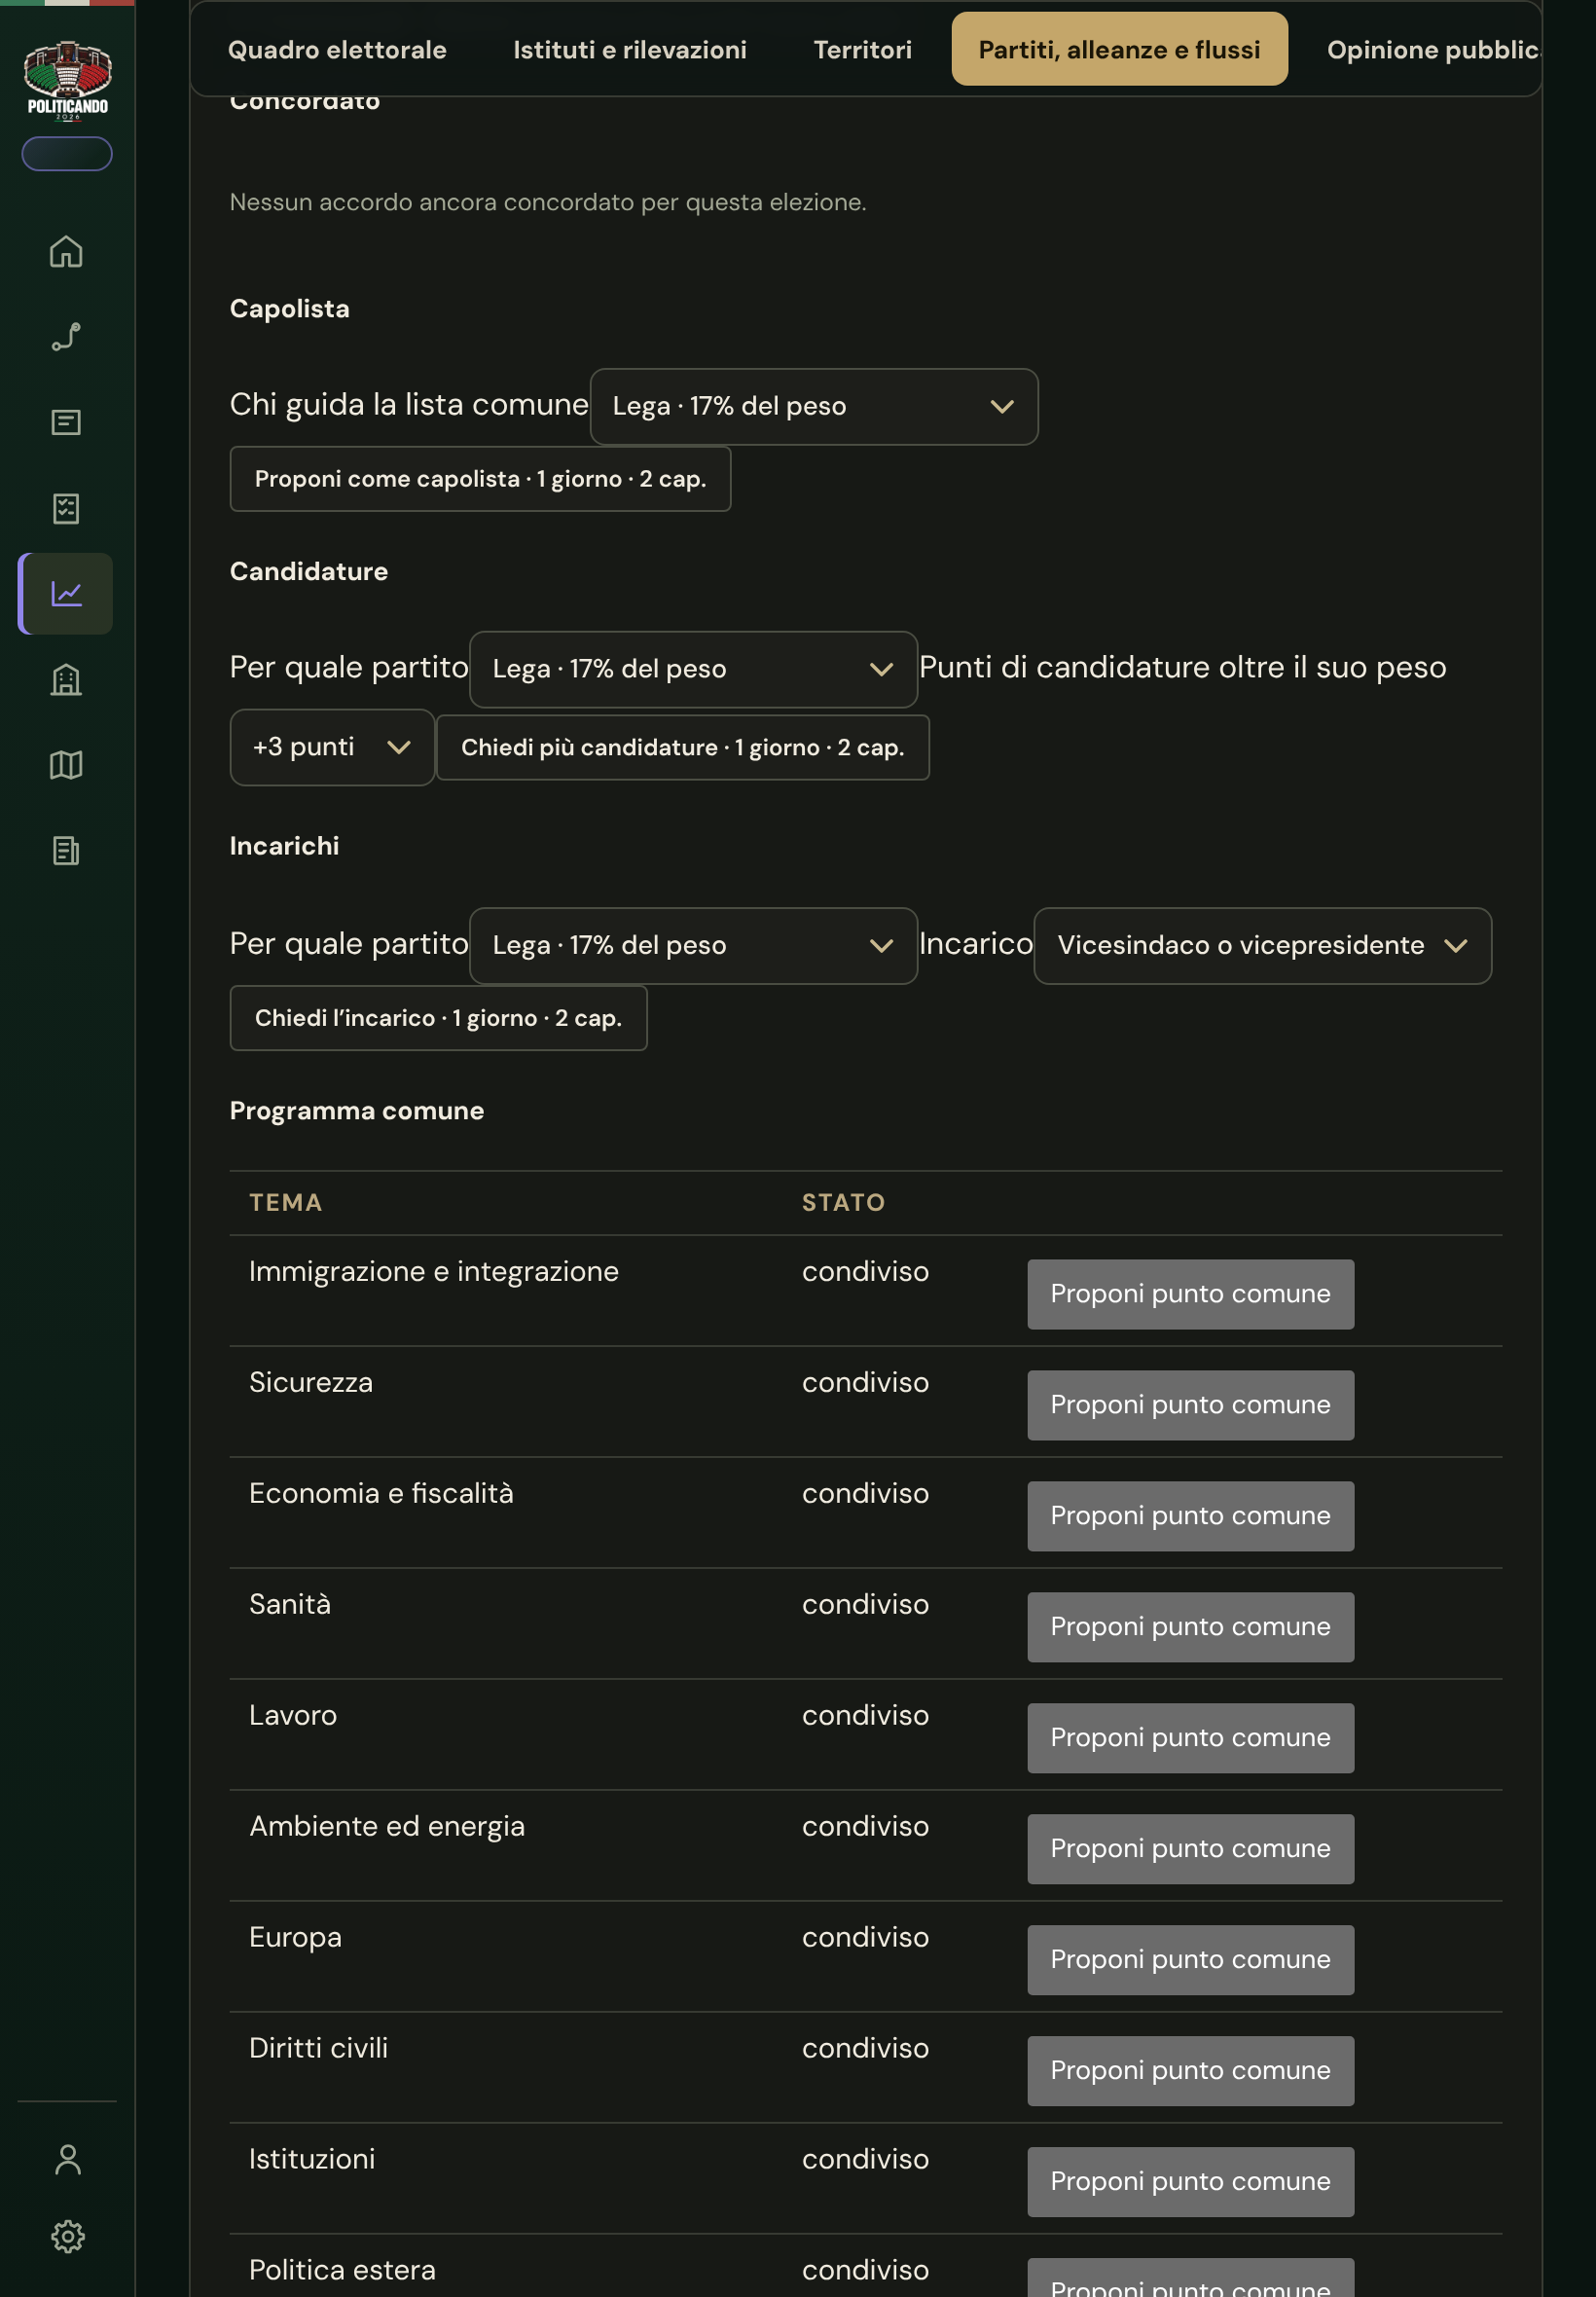 POLITICANDO
2026
Quadro elettorale
Istituti e rilevazioni
Territori
Partiti, alleanze e flussi
Opinione pubblic
Concordato
Nessun accordo ancora concordato per questa elezione.
Capolista
Chi guida la lista comune Lega · 17% del peso
Proponi come capolista · 1 giorno · 2 cap.
Candidature
Per quale partito Lega · 17% del peso Punti di candidature oltre il suo peso
+3 punti Chiedi più candidature · 1 giorno · 2 cap.
Incarichi
Per quale partito Lega · 17% del peso Incarico Vicesindaco o vicepresidente
Chiedi l’incarico · 1 giorno · 2 cap.
Programma comune
TEMA STATO
Immigrazione e integrazione condiviso Proponi punto comune
Sicurezza condiviso Proponi punto comune
Economia e fiscalità condiviso Proponi punto comune
Sanità condiviso Proponi punto comune
Lavoro condiviso Proponi punto comune
Ambiente ed energia condiviso Proponi punto comune
Europa condiviso Proponi punto comune
Diritti civili condiviso Proponi punto comune
Istituzioni condiviso Proponi punto comune
Politica estera condiviso Proponi punto comune